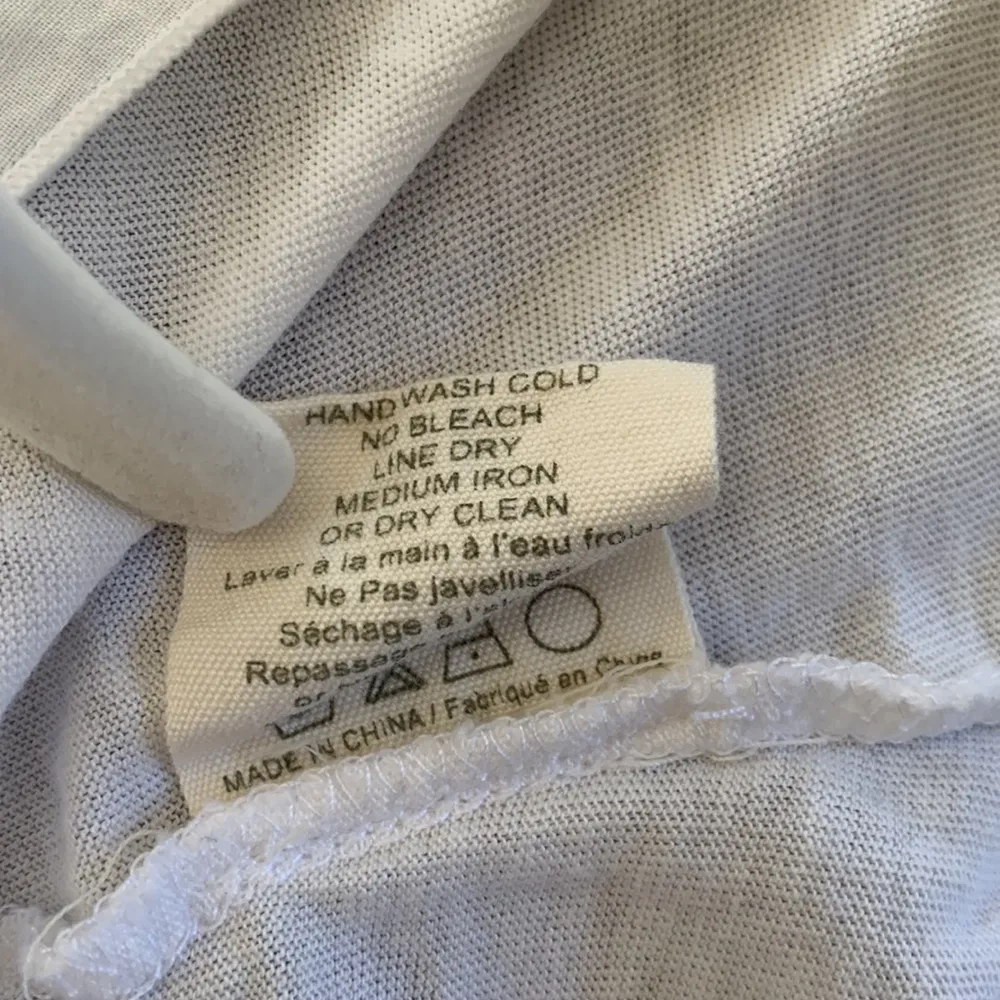 HAND WASH COLD
NO BLEACH
LINE DRY
MEDIUM IRON
OR DRY CLEAN
Laver à la main à l'eau
Ne Pas
Séchage à
MADE IN CHINA / Fabriqué en